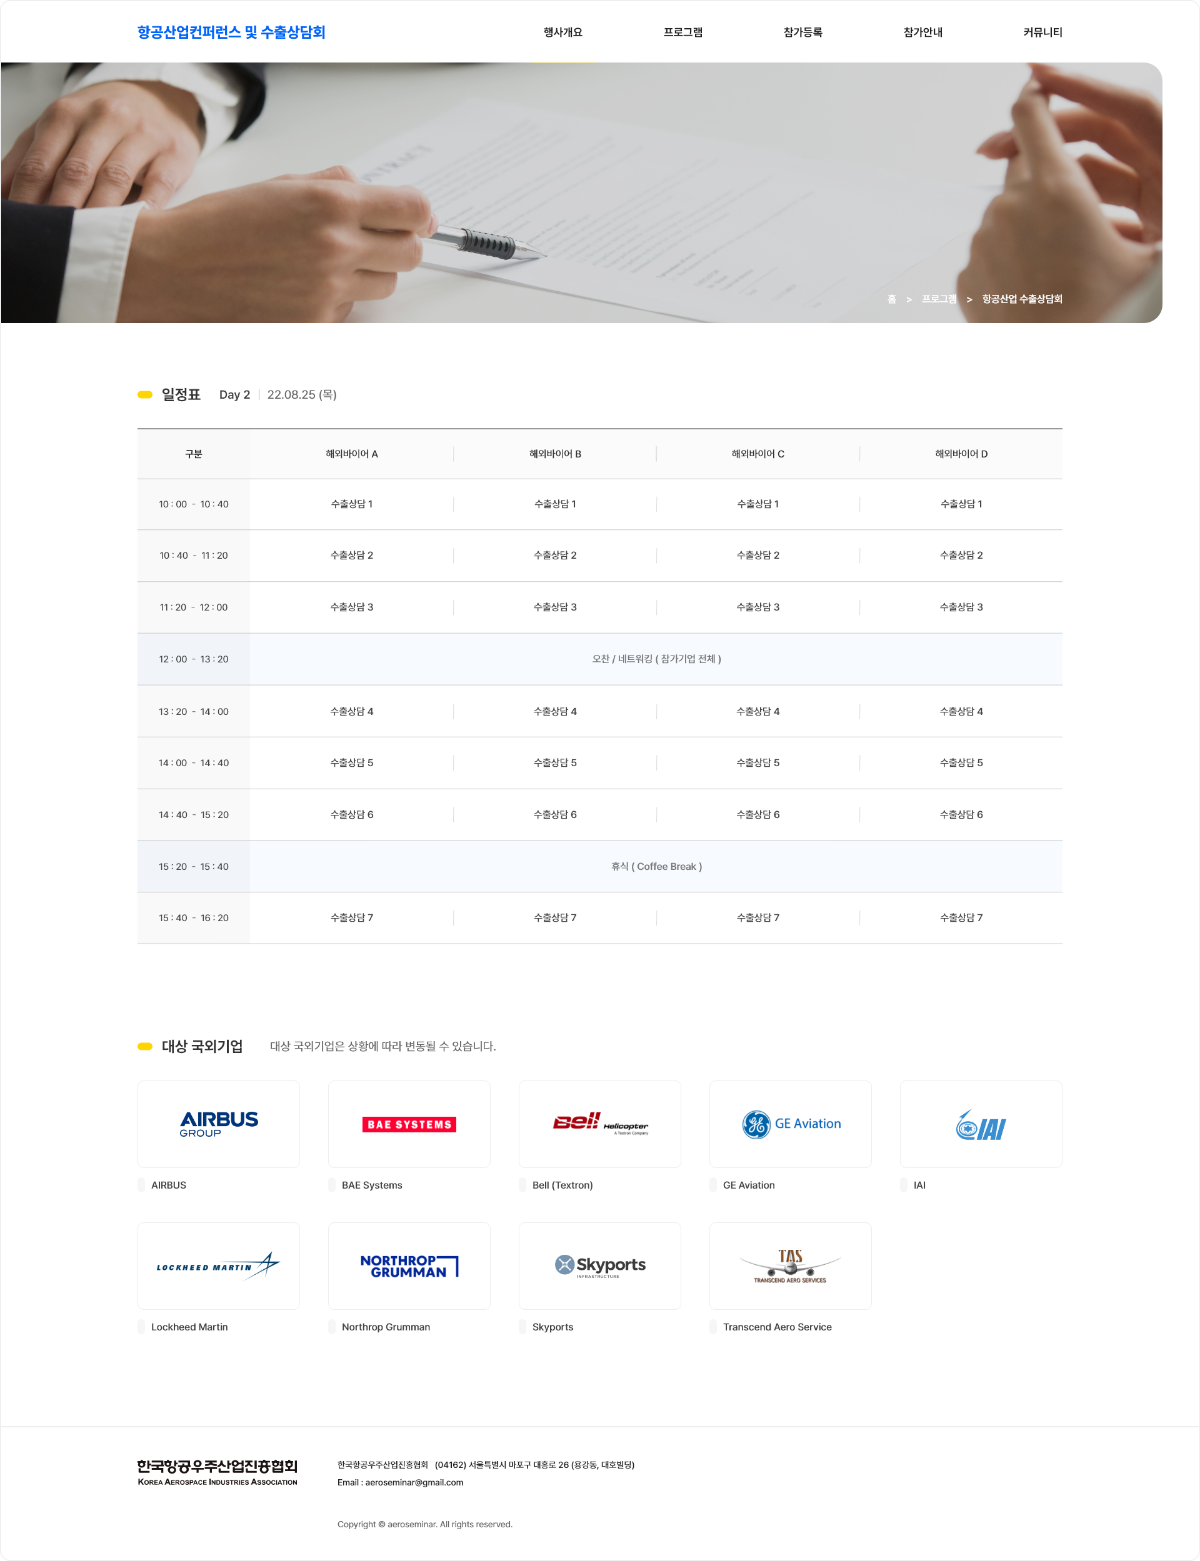 항공산업컨퍼런스 및 수출상담회
행사개요 프로그램 참가등록 참가안내 커뮤니티
CONTRACT
홈 > 프로그램 > 항공산업 수출상담회
일정표 Day 2 | 22.08.25 (목)
구분 해외바이어 A 해외바이어 B 해외바이어 C 해외바이어 D
10 : 00 - 10 : 40 수출상담 1 수출상담 1 수출상담 1 수출상담 1
10 : 40 - 11 : 20 수출상담 2 수출상담 2 수출상담 2 수출상담 2
11 : 20 - 12 : 00 수출상담 3 수출상담 3 수출상담 3 수출상담 3
12 : 00 - 13 : 20 오찬 / 네트워킹 ( 참가기업 전체 )
13 : 20 - 14 : 00 수출상담 4 수출상담 4 수출상담 4 수출상담 4
14 : 00 - 14 : 40 수출상담 5 수출상담 5 수출상담 5 수출상담 5
14 : 40 - 15 : 20 수출상담 6 수출상담 6 수출상담 6 수출상담 6
15 : 20 - 15 : 40 휴식 ( Coffee Break )
15 : 40 - 16 : 20 수출상담 7 수출상담 7 수출상담 7 수출상담 7
대상 국외기업 대상 국외기업은 상황에 따라 변동될 수 있습니다.
AIRBUS
GROUP
BAE SYSTEMS
Bell Helicopter
A Textron Company
GE Aviation
IAI
AIRBUS BAE Systems Bell (Textron) GE Aviation IAI
LOCKHEED MARTIN
NORTHROP
GRUMMAN
Skyports
INFRASTRUCTURE
TAS
TRANSCEND AERO SERVICES
Lockheed Martin Northrop Grumman Skyports Transcend Aero Service
한국항공우주산업진흥협회
KOREA AEROSPACE INDUSTRIES ASSOCIATION
한국항공우주산업진흥협회 (04162) 서울특별시 마포구 대흥로 26 (용강동, 대호빌딩)
Email : aeroseminar@gmail.com
Copyright © aeroseminar. All rights reserved.